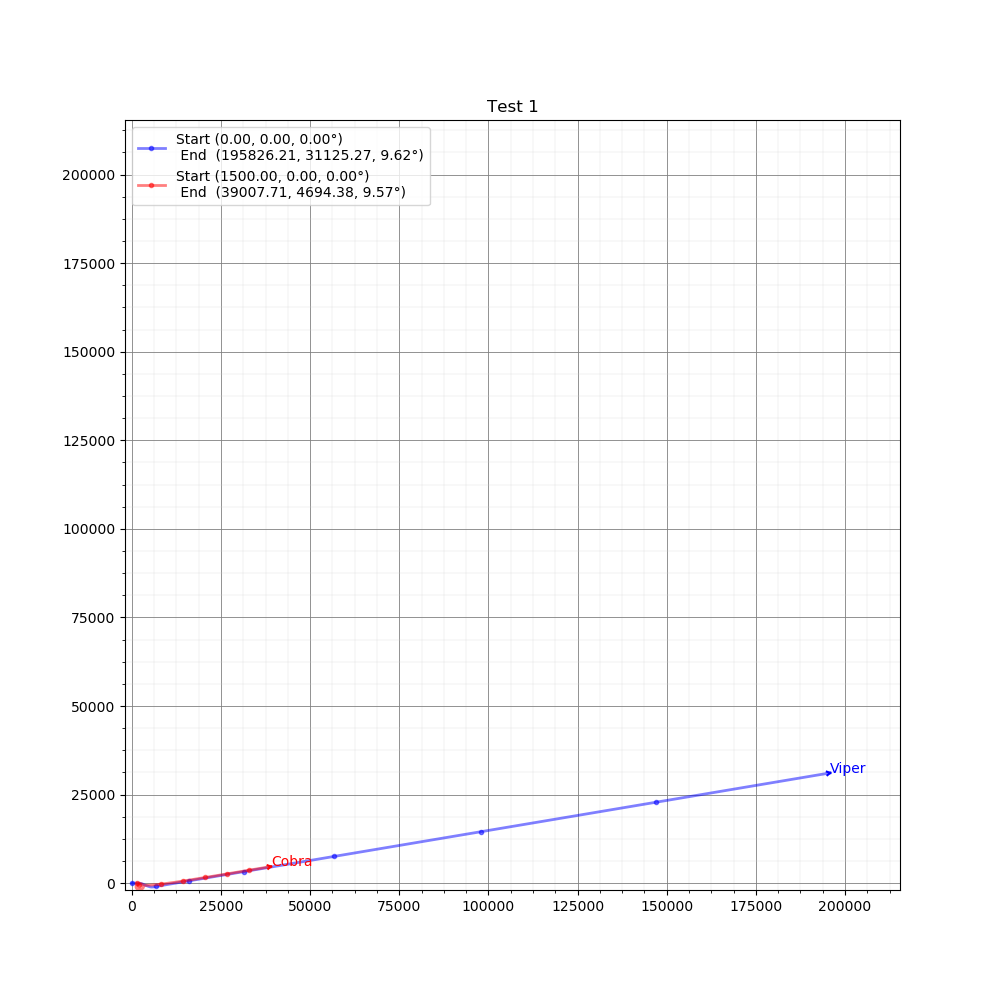 Test 1
Start (0.00, 0.00, 0.00°)
End (195826.21, 31125.27, 9.62°)
Start (1500.00, 0.00, 0.00°)
End (39007.71, 4694.38, 9.57°)
200000
175000
150000
125000
100000
75000
50000
25000
0
Viper
Cobra
0 25000 50000 75000 100000 125000 150000 175000 200000